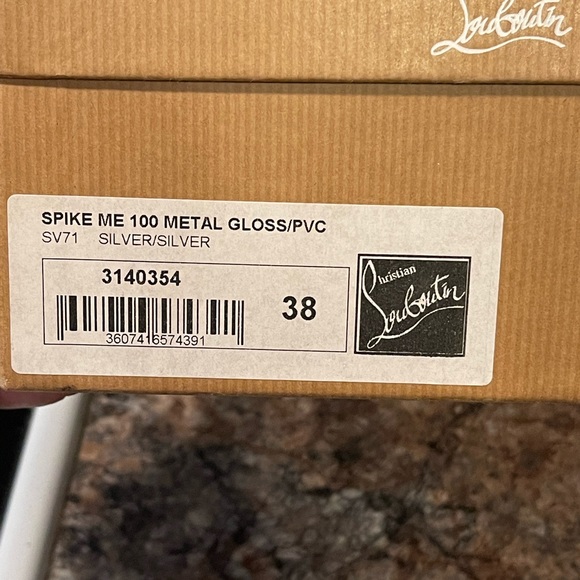 Louboutin
SPIKE ME 100 METAL GLOSS/PVC
SV71 SILVER/SILVER
3140354
3607416574391
38
Christian
Louboutin